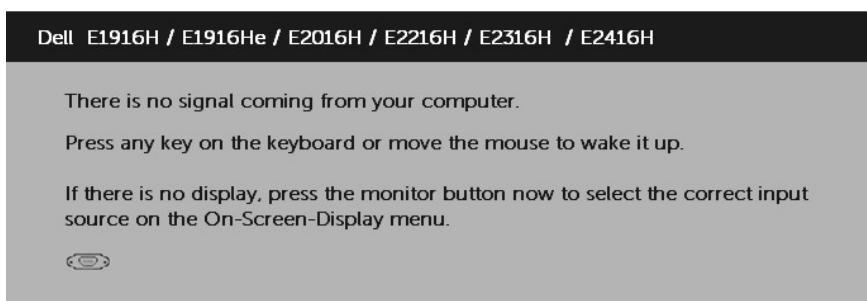 Dell E1916H / E1916He / E2016H / E2216H / E2316H / E2416H
There is no signal coming from your computer.
Press any key on the keyboard or move the mouse to wake it up.
If there is no display, press the monitor button now to select the correct input
source on the On-Screen-Display menu.